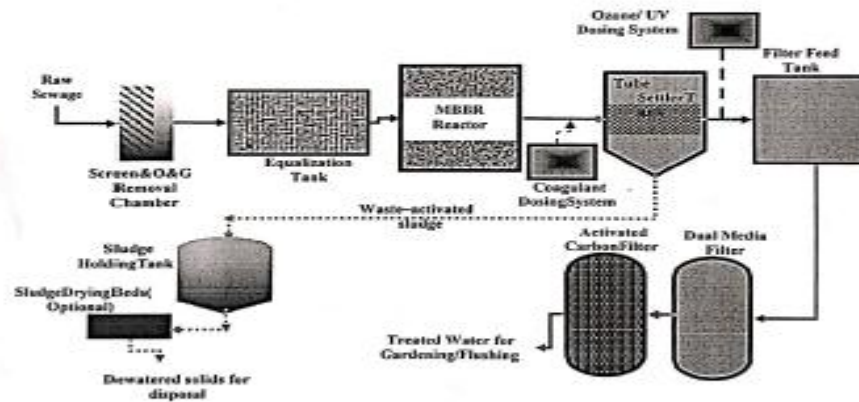 Ozone/ UV
Dosing System
Filter Feed
Tank
Raw
Sewage
Tube
Settler T
MBBR
Reactor
Equalization
Tank
Screen&O&G
Removal
Chamber
Coagulant
DosingSystem
Waste-activated
sludge
Activated
CarbonFilter
Dual Media
Filter
Sludge
HoldingTank
SludgeDryingBeds(
Optional)
Treated Water for
Gardening/Flushing
Dewatered solids for
disposal